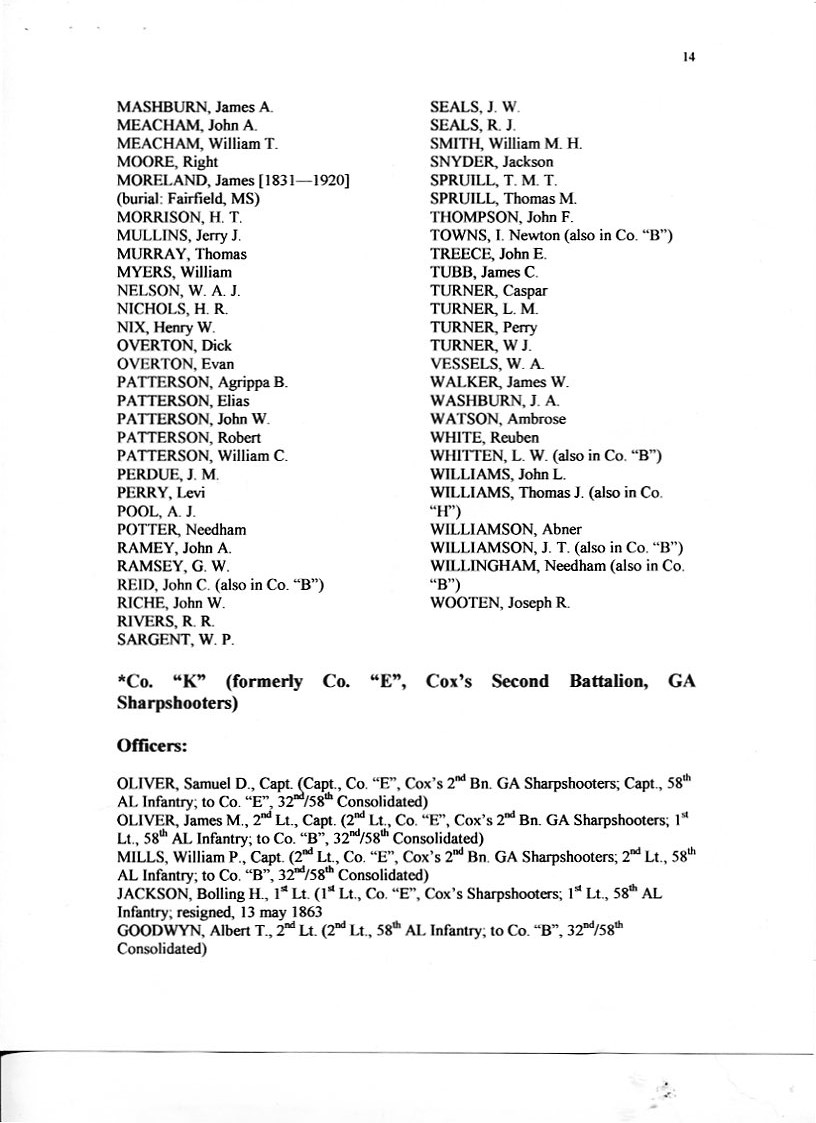 14
MASHBURN, James A.
MEACHAM, John A.
MEACHAM, William T.
MOORE, Right
MORELAND, James [1831—1920]
(burial: Fairfield, MS)
MORRISON, H. T.
MULLINS, Jerry J.
MURRAY, Thomas
MYERS, William
NELSON, W. A. J.
NICHOLS, H. R.
NIX, Henry W.
OVERTON, Dick
OVERTON, Evan
PATTERSON, Agrippa B.
PATTERSON, Elias
PATTERSON, John W.
PATTERSON, Robert
PATTERSON, William C.
PERDUE, J. M.
PERRY, Levi
POOL, A. J.
POTTER, Needham
RAMEY, John A.
RAMSEY, G. W.
REID, John C. (also in Co. “B”)
RICHE, John W.
RIVERS, R. R.
SARGENT, W. P.
SEALS, J. W.
SEALS, R. J.
SMITH, William M. H.
SNYDER, Jackson
SPRUILL, T. M. T.
SPRUILL, Thomas M.
THOMPSON, John F.
TOWNS, I. Newton (also in Co. “B”)
TREECE, John E.
TUBB, James C.
TURNER, Caspar
TURNER, L. M.
TURNER, Perry
TURNER, W J.
VESSELS, W. A.
WALKER, James W.
WASHBURN, J. A.
WATSON, Ambrose
WHITE, Reuben
WHITTEN, L. W. (also in Co. “B”)
WILLIAMS, John L.
WILLIAMS, Thomas J. (also in Co.
“H”)
WILLIAMSON, Abner
WILLIAMSON, J. T. (also in Co. “B”)
WILLINGHAM, Needham (also in Co.
“B”)
WOOTEN, Joseph R.
*Co. “K” (formerly Co. “E”, Cox’s Second Battalion, GA
Sharpshooters)
Officers:
OLIVER, Samuel D., Capt. (Capt., Co. “E”, Cox’s 2nd Bn. GA Sharpshooters; Capt., 58th
AL Infantry; to Co. “E”, 32nd/58th Consolidated)
OLIVER, James M., 2nd Lt., Capt. (2nd Lt., Co. “E”, Cox’s 2nd Bn. GA Sharpshooters; 1st
Lt., 58th AL Infantry; to Co. “B”, 32nd/58th Consolidated)
MILLS, William P., Capt. (2nd Lt., Co. “E”, Cox’s 2nd Bn. GA Sharpshooters; 2nd Lt., 58th
AL Infantry; to Co. “B”, 32nd/58th Consolidated)
JACKSON, Bolling H., 1st Lt. (1st Lt., Co. “E”, Cox’s Sharpshooters; 1st Lt., 58th AL
Infantry; resigned, 13 may 1863
GOODWYN, Albert T., 2nd Lt. (2nd Lt., 58th AL Infantry; to Co. “B”, 32nd/58th
Consolidated)